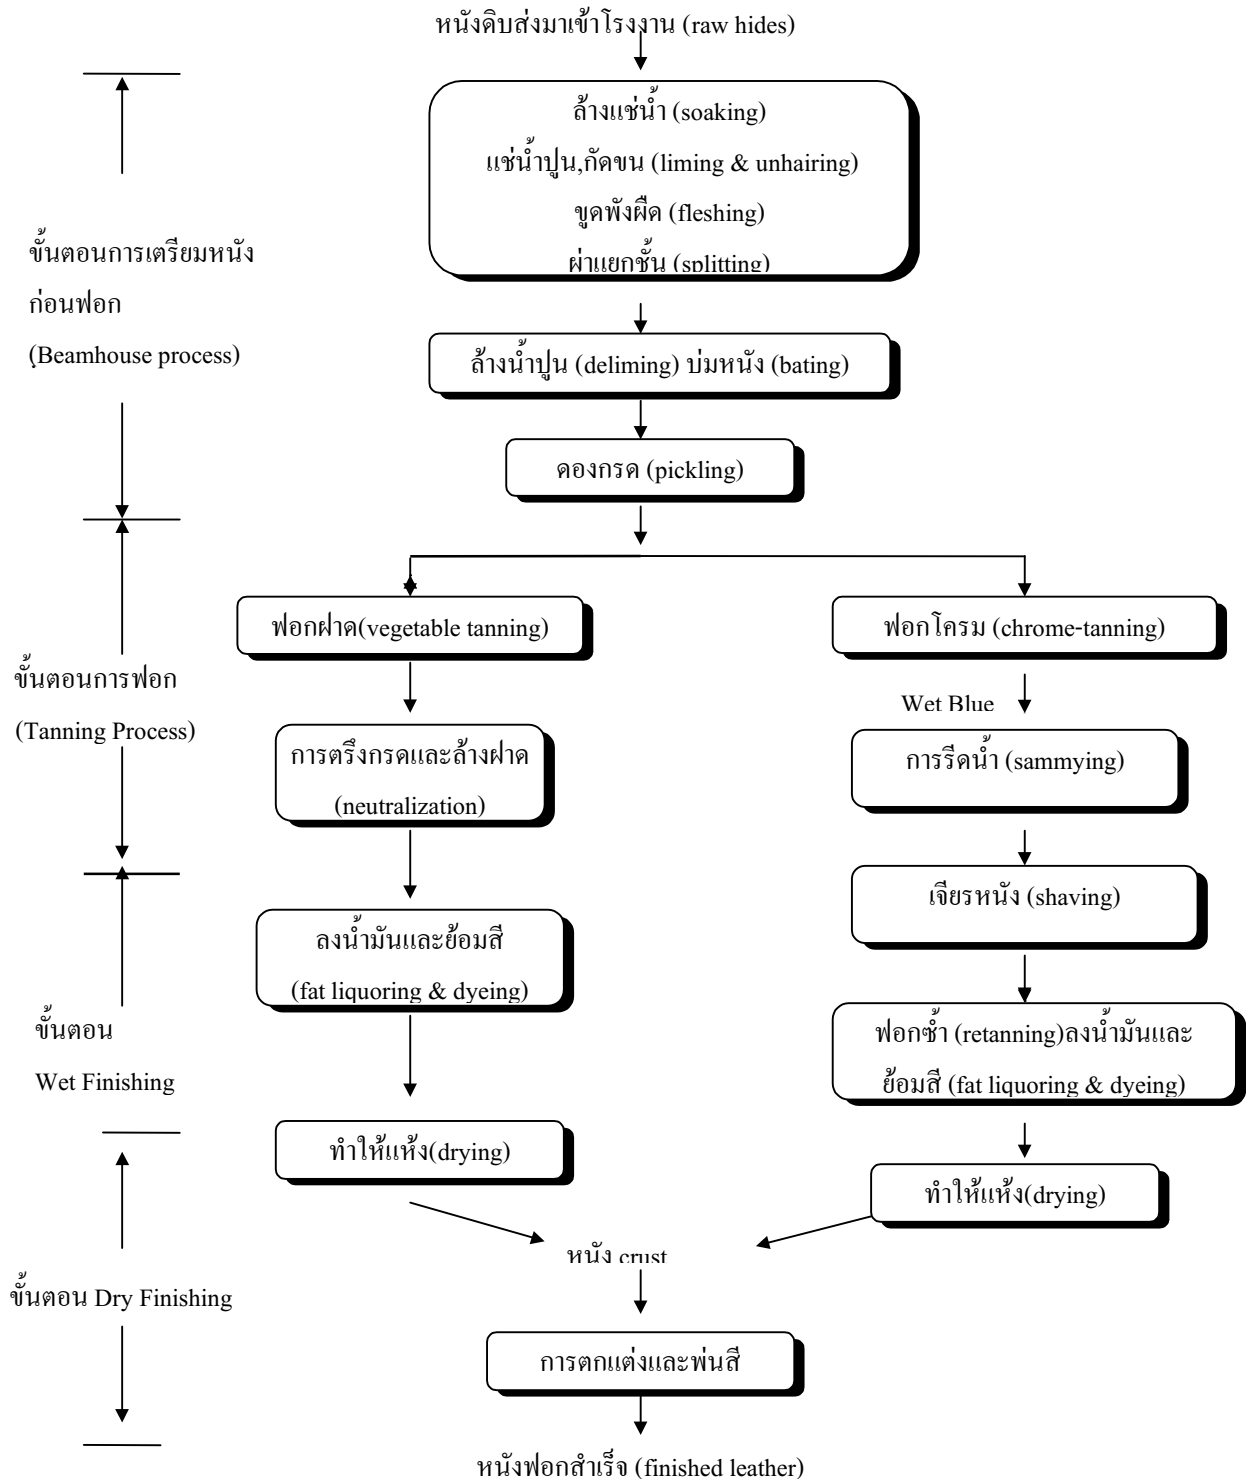 หนังดิบส่งมาเข้าโรงงาน (raw hides)
ล้างแช่น้ำ (soaking)
แช่น้ำปูน,กัดขน (liming & unhairing)
ขูดพังผืด (fleshing)
ผ่าแยกชั้น (splitting)
ขั้นตอนการเตรียมหนัง
ก่อนฟอก
(Beamhouse process)
ล้างน้ำปูน (deliming) บ่มหนัง (bating)
ดองกรด (pickling)
ฟอกฝาด(vegetable tanning)
ฟอกโครม (chrome-tanning)
ขั้นตอนการฟอก
(Tanning Process)
Wet Blue
การตรึงกรดและล้างฝาด
(neutralization)
การรีดน้ำ (sammying)
เจียรหนัง (shaving)
ลงน้ำมันและย้อมสี
(fat liquoring & dyeing)
ขั้นตอน
Wet Finishing
ฟอกซ้ำ (retanning)ลงน้ำมันและ
ย้อมสี (fat liquoring & dyeing)
ทำให้แห้ง(drying)
ทำให้แห้ง(drying)
หนัง crust
ขั้นตอน Dry Finishing
การตกแต่งและพ่นสี
หนังฟอกสำเร็จ (finished leather)